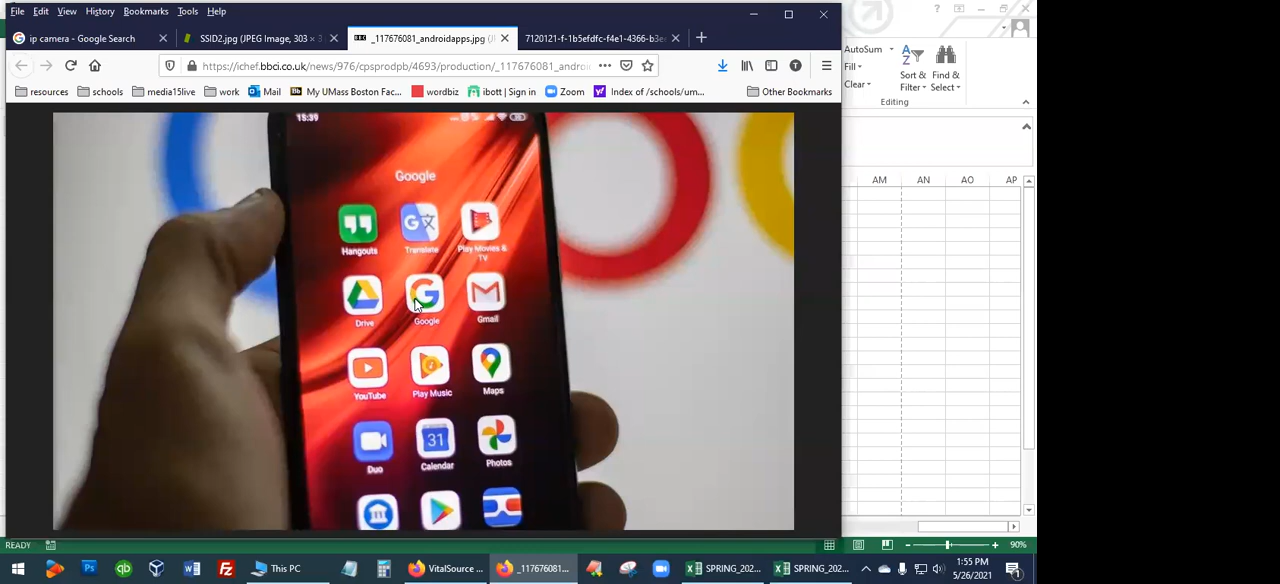 File Edit View History Bookmarks Tools Help
ip camera - Google Search
SSID2.jpg (JPEG Image, 303 × 3
_117676081_androidapps.jpg (J
7120121-f-1b5efdfc-f4e1-4366-b3e
https://ichef.bbci.co.uk/news/976/cpsprodpb/4693/production/_117676081_androi
resources schools media15live work Mail My UMass Boston Fac... wordbiz ibott | Sign in Zoom Index of /schools/um... Other Bookmarks
AutoSum
Fill
Clear
Sort & Filter
Find & Select
Editing
AM AN AO AP
15:39
Google
Hangouts Translate Play Movies & TV
Drive Google Gmail
YouTube Play Music Maps
31
Duo Calendar Photos
READY
90%
VitalSource ...
This PC
_117676081...
SPRING_202...
SPRING_202...
1:55 PM
5/26/2021